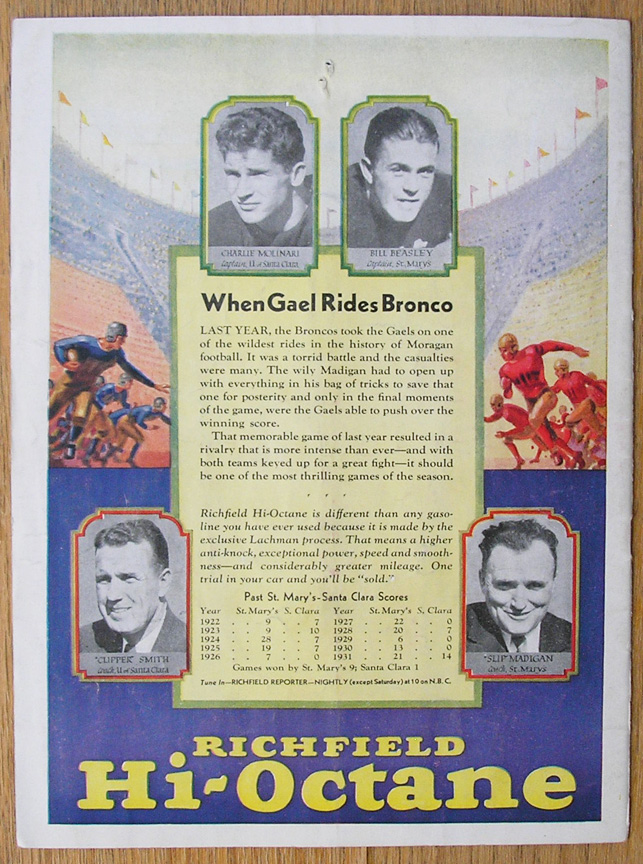 CHARLIE MOLINARI
Captain, U. of Santa Clara
BILL BEASLEY
Captain, St. Marys
When Gael Rides Bronco
LAST YEAR, the Broncos took the Gaels on one
of the wildest rides in the history of Moragan
football. It was a torrid battle and the casualties
were many. The wily Madigan had to open up
with everything in his bag of tricks to save that
one for posterity and only in the final moments
of the game, were the Gaels able to push over the
winning score.
That memorable game of last year resulted in a
rivalry that is more intense than ever—and with
both teams keyed up for a great fight—it should
be one of the most thrilling games of the season.
Richfield Hi-Octane is different than any gaso-
line you have ever used because it is made by the
exclusive Lachman process. That means a higher
anti-knock, exceptional power, speed and smooth-
ness—and considerably greater mileage. One
trial in your car and you'll be "sold."
Past St. Mary's-Santa Clara Scores
Year St. Mary's S. Clara Year St. Mary's S. Clara
1922 . . 9 . . 7 1927 . . 22 . . 0
1923 . . 9 . . 10 1928 . . 20 . . 7
1924 . . 28 . . 7 1929 . . 6 . . 0
1925 . . 19 . . 7 1930 . . 13 . . 0
1926 . . 7 . . 0 1931 . . 21 . . 14
Games won by St. Mary's 9; Santa Clara 1
Tune In—RICHFIELD REPORTER—NIGHTLY (except Saturday) at 10 on N.B.C.
"CLIPPER" SMITH
Coach, U. of Santa Clara
"SLIP" MADIGAN
Coach, St. Marys
RICHFIELD
Hi-Octane